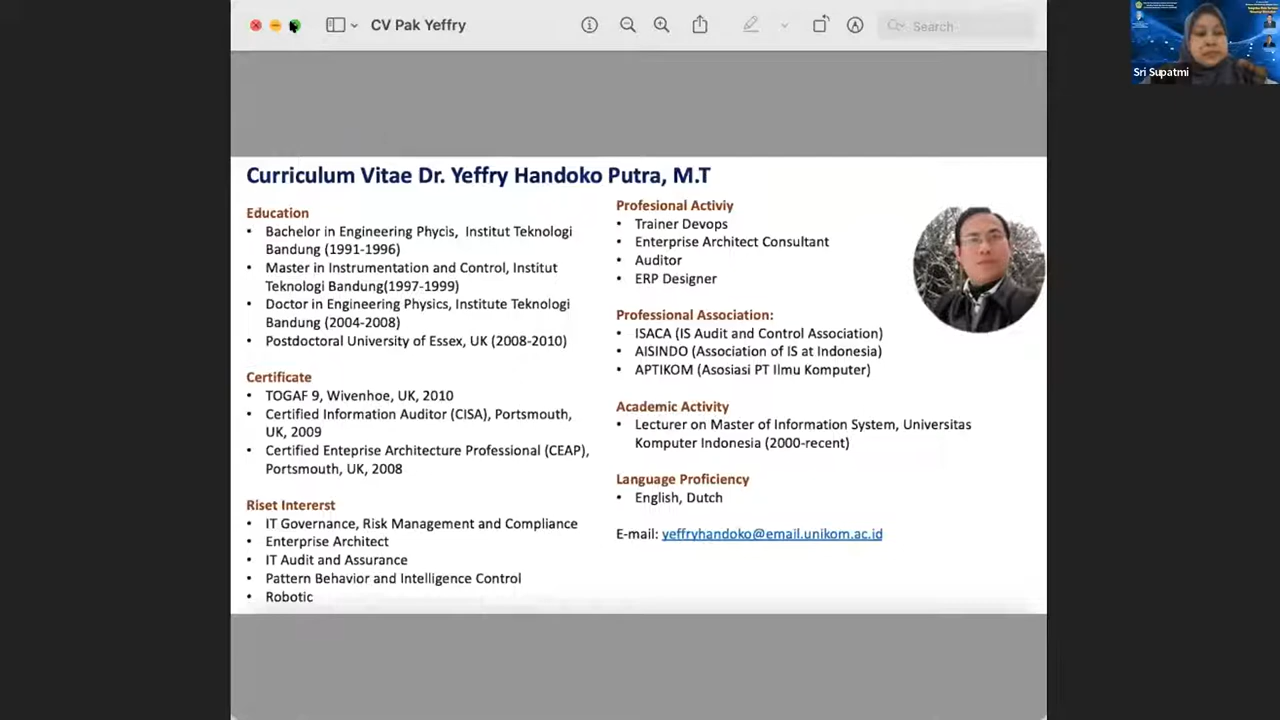 CV Pak Yeffry
Search
Sri Supatmi
Curriculum Vitae Dr. Yeffry Handoko Putra, M.T
Education
• Bachelor in Engineering Phycis, Institut Teknologi
Bandung (1991-1996)
• Master in Instrumentation and Control, Institut
Teknologi Bandung(1997-1999)
• Doctor in Engineering Physics, Institute Teknologi
Bandung (2004-2008)
• Postdoctoral University of Essex, UK (2008-2010)
Certificate
• TOGAF 9, Wivenhoe, UK, 2010
• Certified Information Auditor (CISA), Portsmouth,
UK, 2009
• Certified Enteprise Architecture Professional (CEAP),
Portsmouth, UK, 2008
Riset Intererst
• IT Governance, Risk Management and Compliance
• Enterprise Architect
• IT Audit and Assurance
• Pattern Behavior and Intelligence Control
• Robotic
Profesional Activiy
• Trainer Devops
• Enterprise Architect Consultant
• Auditor
• ERP Designer
Professional Association:
• ISACA (IS Audit and Control Association)
• AISINDO (Association of IS at Indonesia)
• APTIKOM (Asosiasi PT Ilmu Komputer)
Academic Activity
• Lecturer on Master of Information System, Universitas
Komputer Indonesia (2000-recent)
Language Proficiency
• English, Dutch
E-mail: yeffryhandoko@email.unikom.ac.id